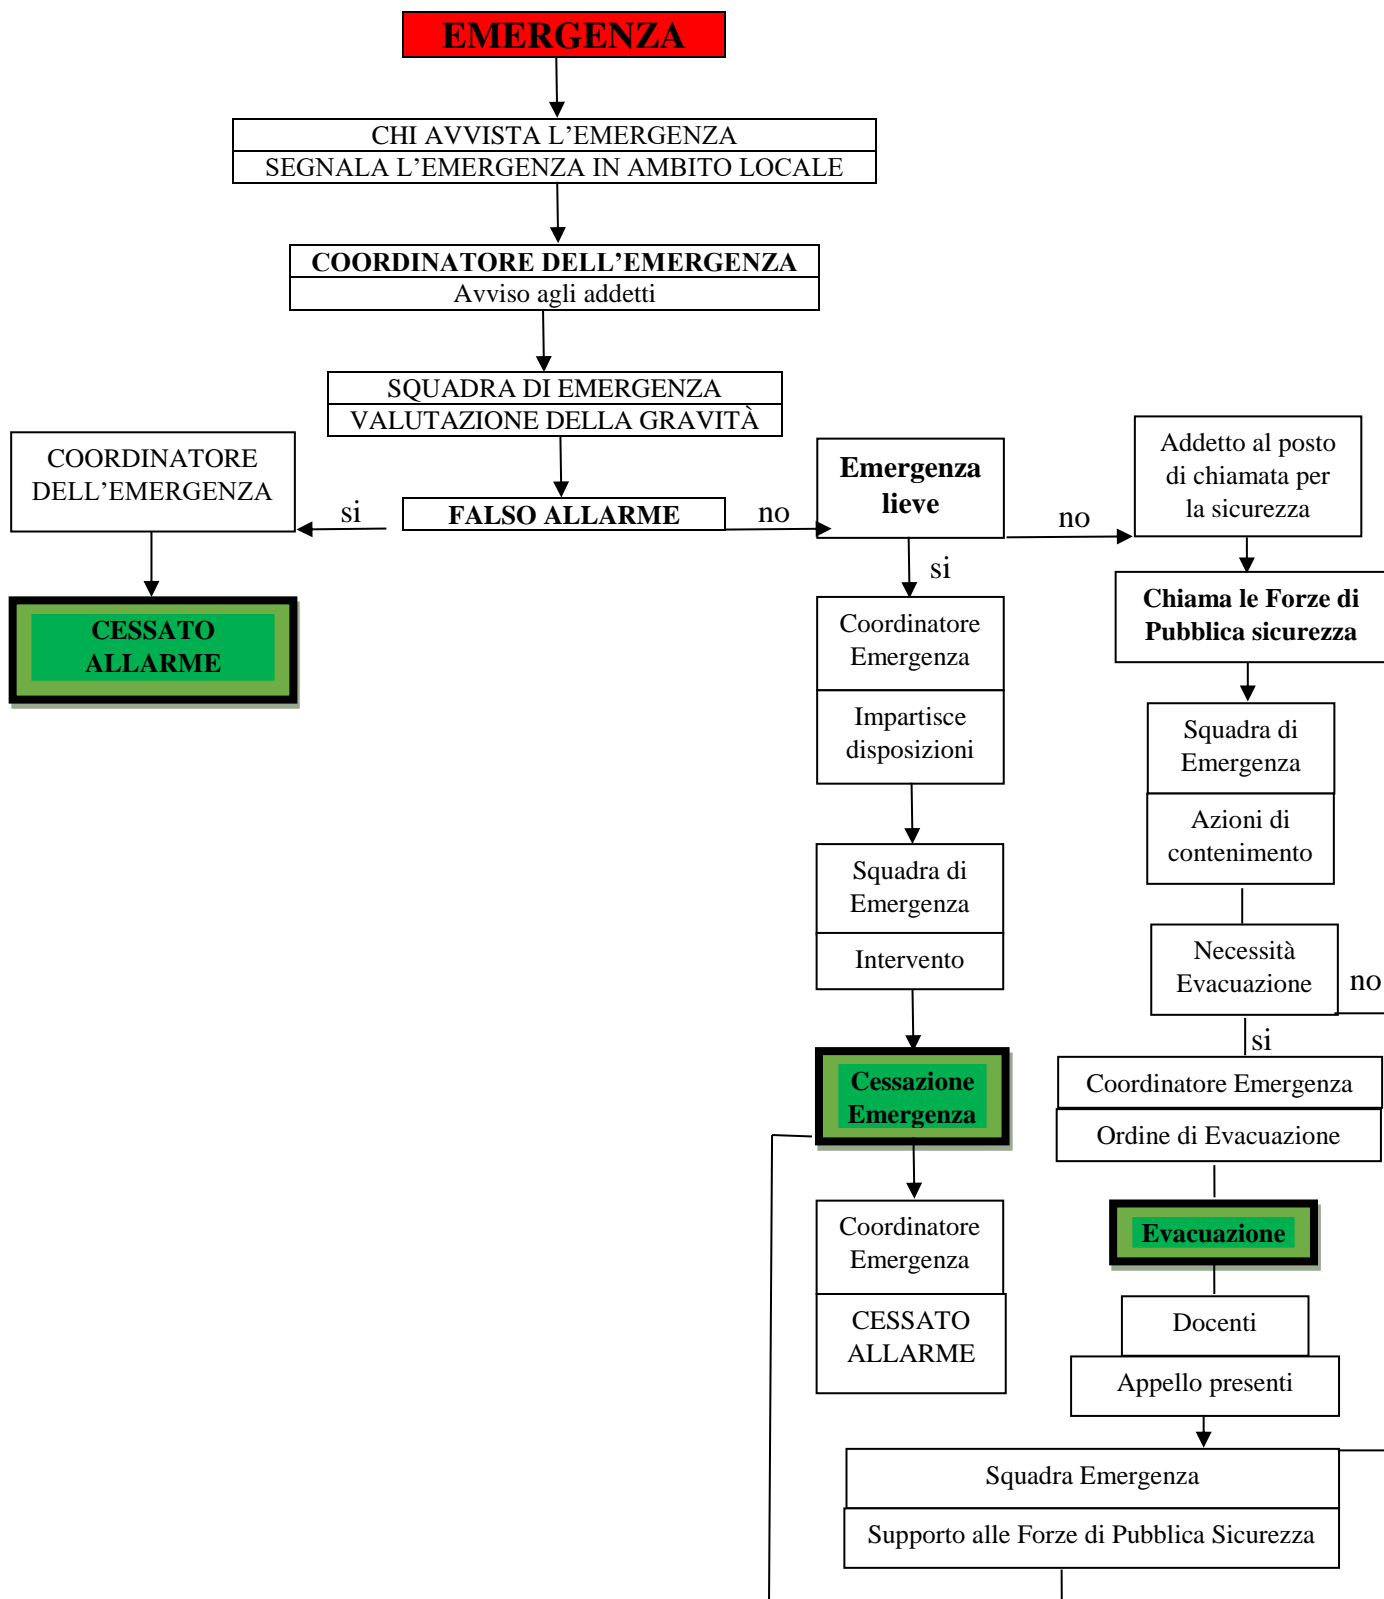 EMERGENZA
CHI AVVISTA L’EMERGENZA
SEGNALA L’EMERGENZA IN AMBITO LOCALE
COORDINATORE DELL’EMERGENZA
Avviso agli addetti
SQUADRA DI EMERGENZA
VALUTAZIONE DELLA GRAVITÀ
COORDINATORE
DELL’EMERGENZA
si
FALSO ALLARME
no
Emergenza
lieve
no
Addetto al posto
di chiamata per
la sicurezza
CESSATO
ALLARME
si
Coordinatore
Emergenza
Impartisce
disposizioni
Squadra di
Emergenza
Intervento
Cessazione
Emergenza
Coordinatore
Emergenza
CESSATO
ALLARME
Chiama le Forze di
Pubblica sicurezza
Squadra di
Emergenza
Azioni di
contenimento
Necessità
Evacuazione
no
si
Coordinatore Emergenza
Ordine di Evacuazione
Evacuazione
Docenti
Appello presenti
Squadra Emergenza
Supporto alle Forze di Pubblica Sicurezza